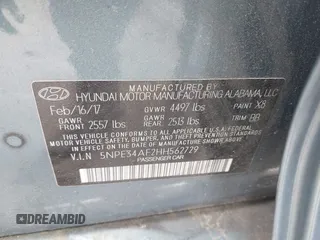 MANUFACTURED BY
HYUNDAI MOTOR MANUFACTURING ALABAMA, LLC
Feb/16/17 GVWR 4497 lbs PAINT X8
GAWR FRONT 2557 lbs GAWR REAR 2513 lbs TRIM BB
THIS VEHICLE CONFORMS TO ALL APPLICABLE U.S. FEDERAL
MOTOR VEHICLE SAFETY, BUMPER, AND THEFT PREVENTION
STANDARDS IN EFFECT ON THE DATE OF MANUFACTURE SHOWN ABOVE.
V.I.N 5NPE34AF2HH562729
PASSENGER CAR
DREAMBID